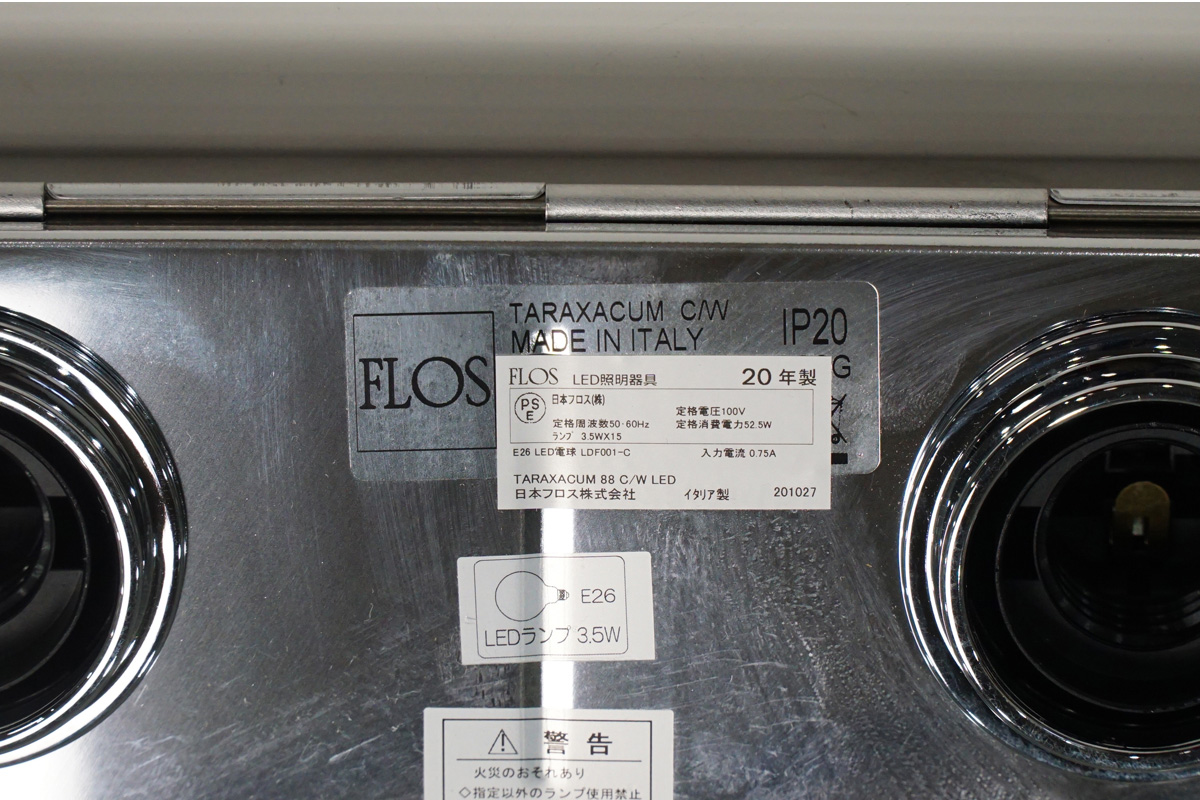 TARAXACUM C/W
MADE IN ITALY
IP20
FLOS
G
FLOS LED照明器具 20年製
PSE
日本フロス(株)
定格電圧100V
定格周波数50・60Hz 定格消費電力52.5W
ランプ 3.5WX15
E26 LED電球 LDF001-C 入力電流 0.75A
TARAXACUM 88 C/W LED
日本フロス株式会社 イタリア製 201027
E26
LEDランプ 3.5W
警告
火災のおそれあり
◇指定以外のランプ使用禁止